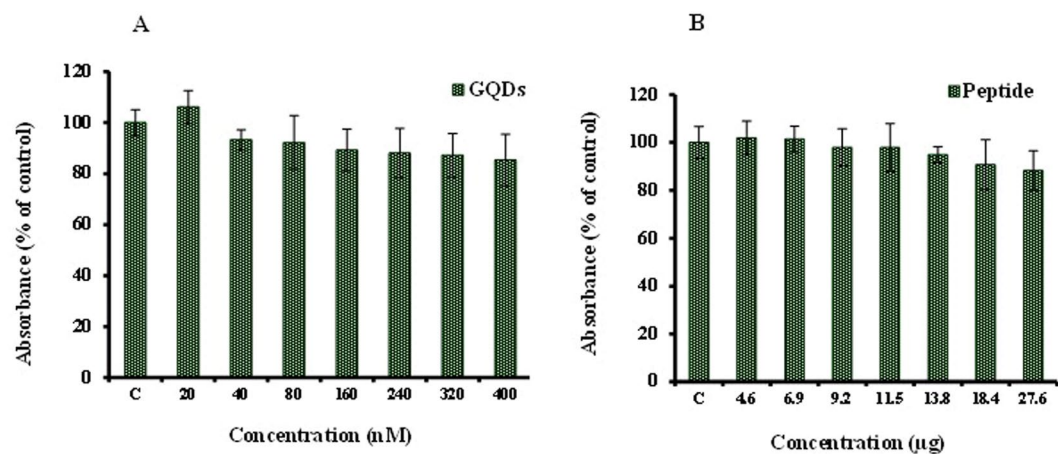 A
GQDs
Absorbance (% of control)
120
100
80
60
40
20
0
C 20 40 80 160 240 320 400
Concentration (nM)
B
Peptide
Absorbance (% of control)
120
100
80
60
40
20
0
C 4.6 6.9 9.2 11.5 13.8 18.4 27.6
Concentration (µg)